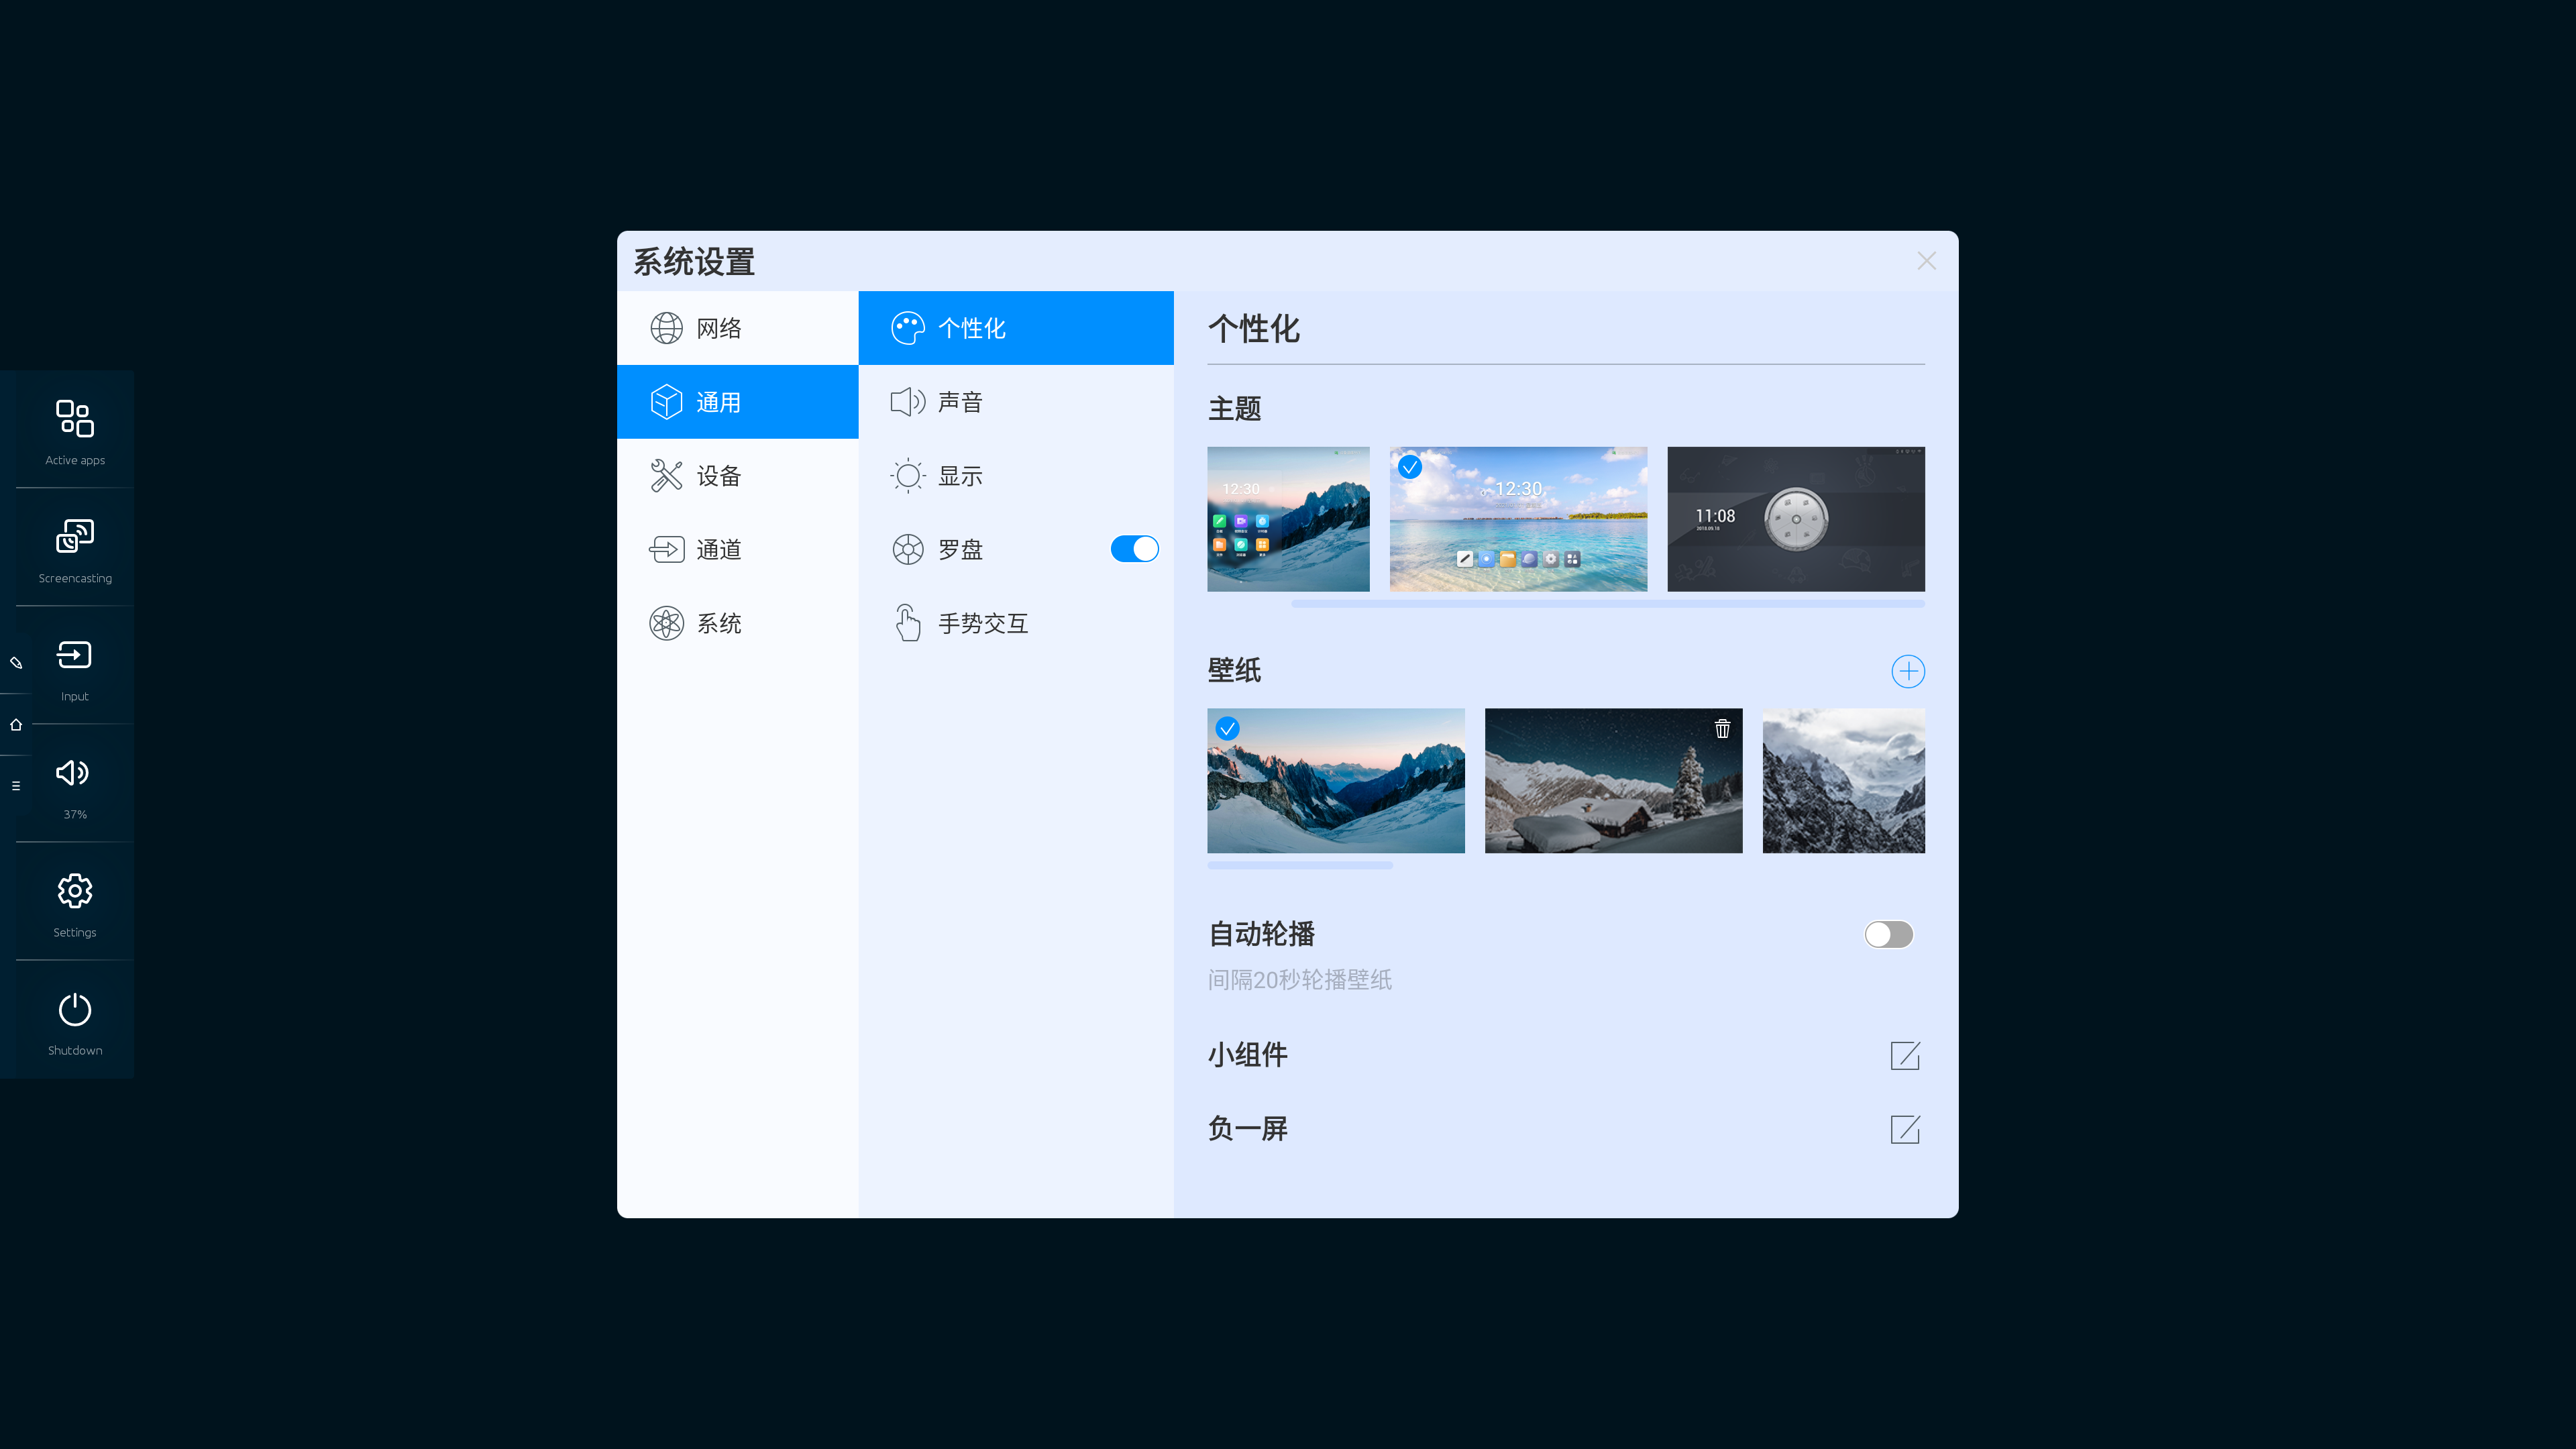 系统设置
网络
通用
设备
通道
系统
个性化
声音
显示
罗盘
手势交互
个性化
主题
12:30
12:30
11:08
2018.09.18
壁纸
自动轮播
间隔20秒轮播壁纸
小组件
负一屏
Active apps
Screencasting
Input
37%
Settings
Shutdown